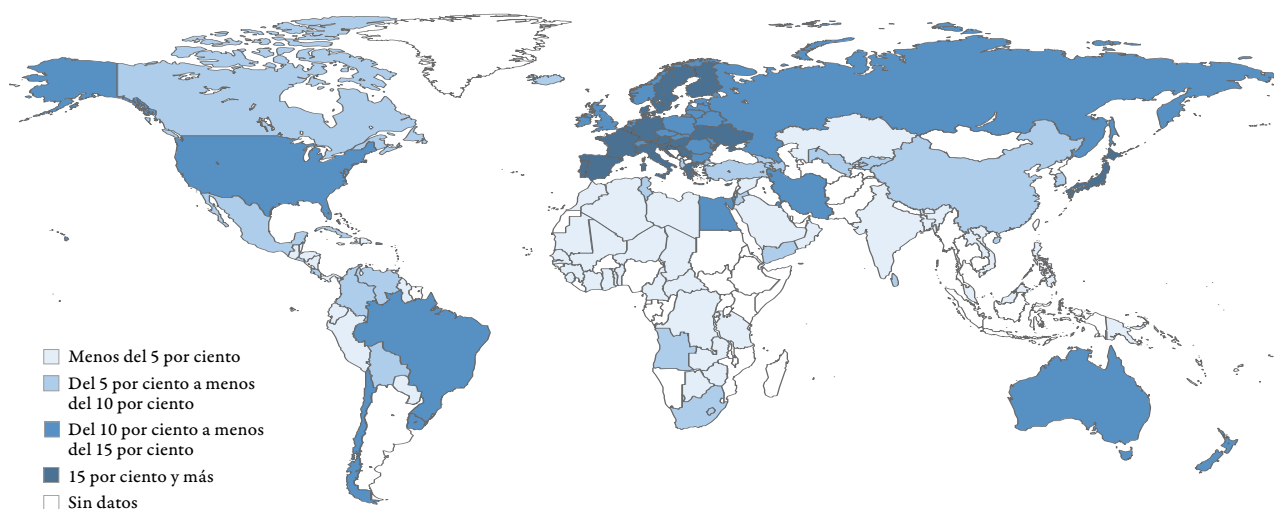 Menos del 5 por ciento
Del 5 por ciento a menos
del 10 por ciento
Del 10 por ciento a menos
del 15 por ciento
15 por ciento y más
Sin datos